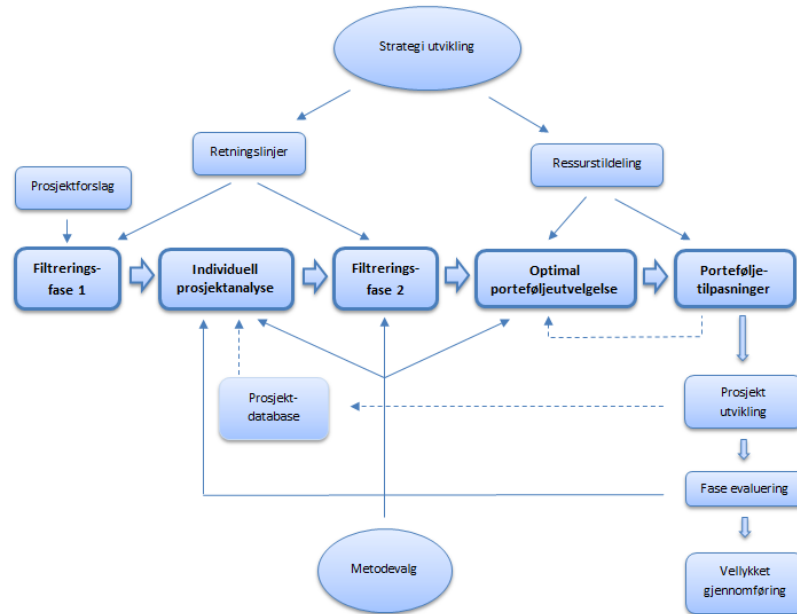 Strategi utvikling
Retningslinjer
Ressurstildeling
Prosjektforslag
Filtrerings-
fase 1
Individuell
prosjektanalyse
Filtrerings-
fase 2
Optimal
porteføljeutvelgelse
Portefølje-
tilpasninger
Prosjekt-
database
Prosjekt
utvikling
Fase evaluering
Metodevalg
Vellykket
gjennomføring